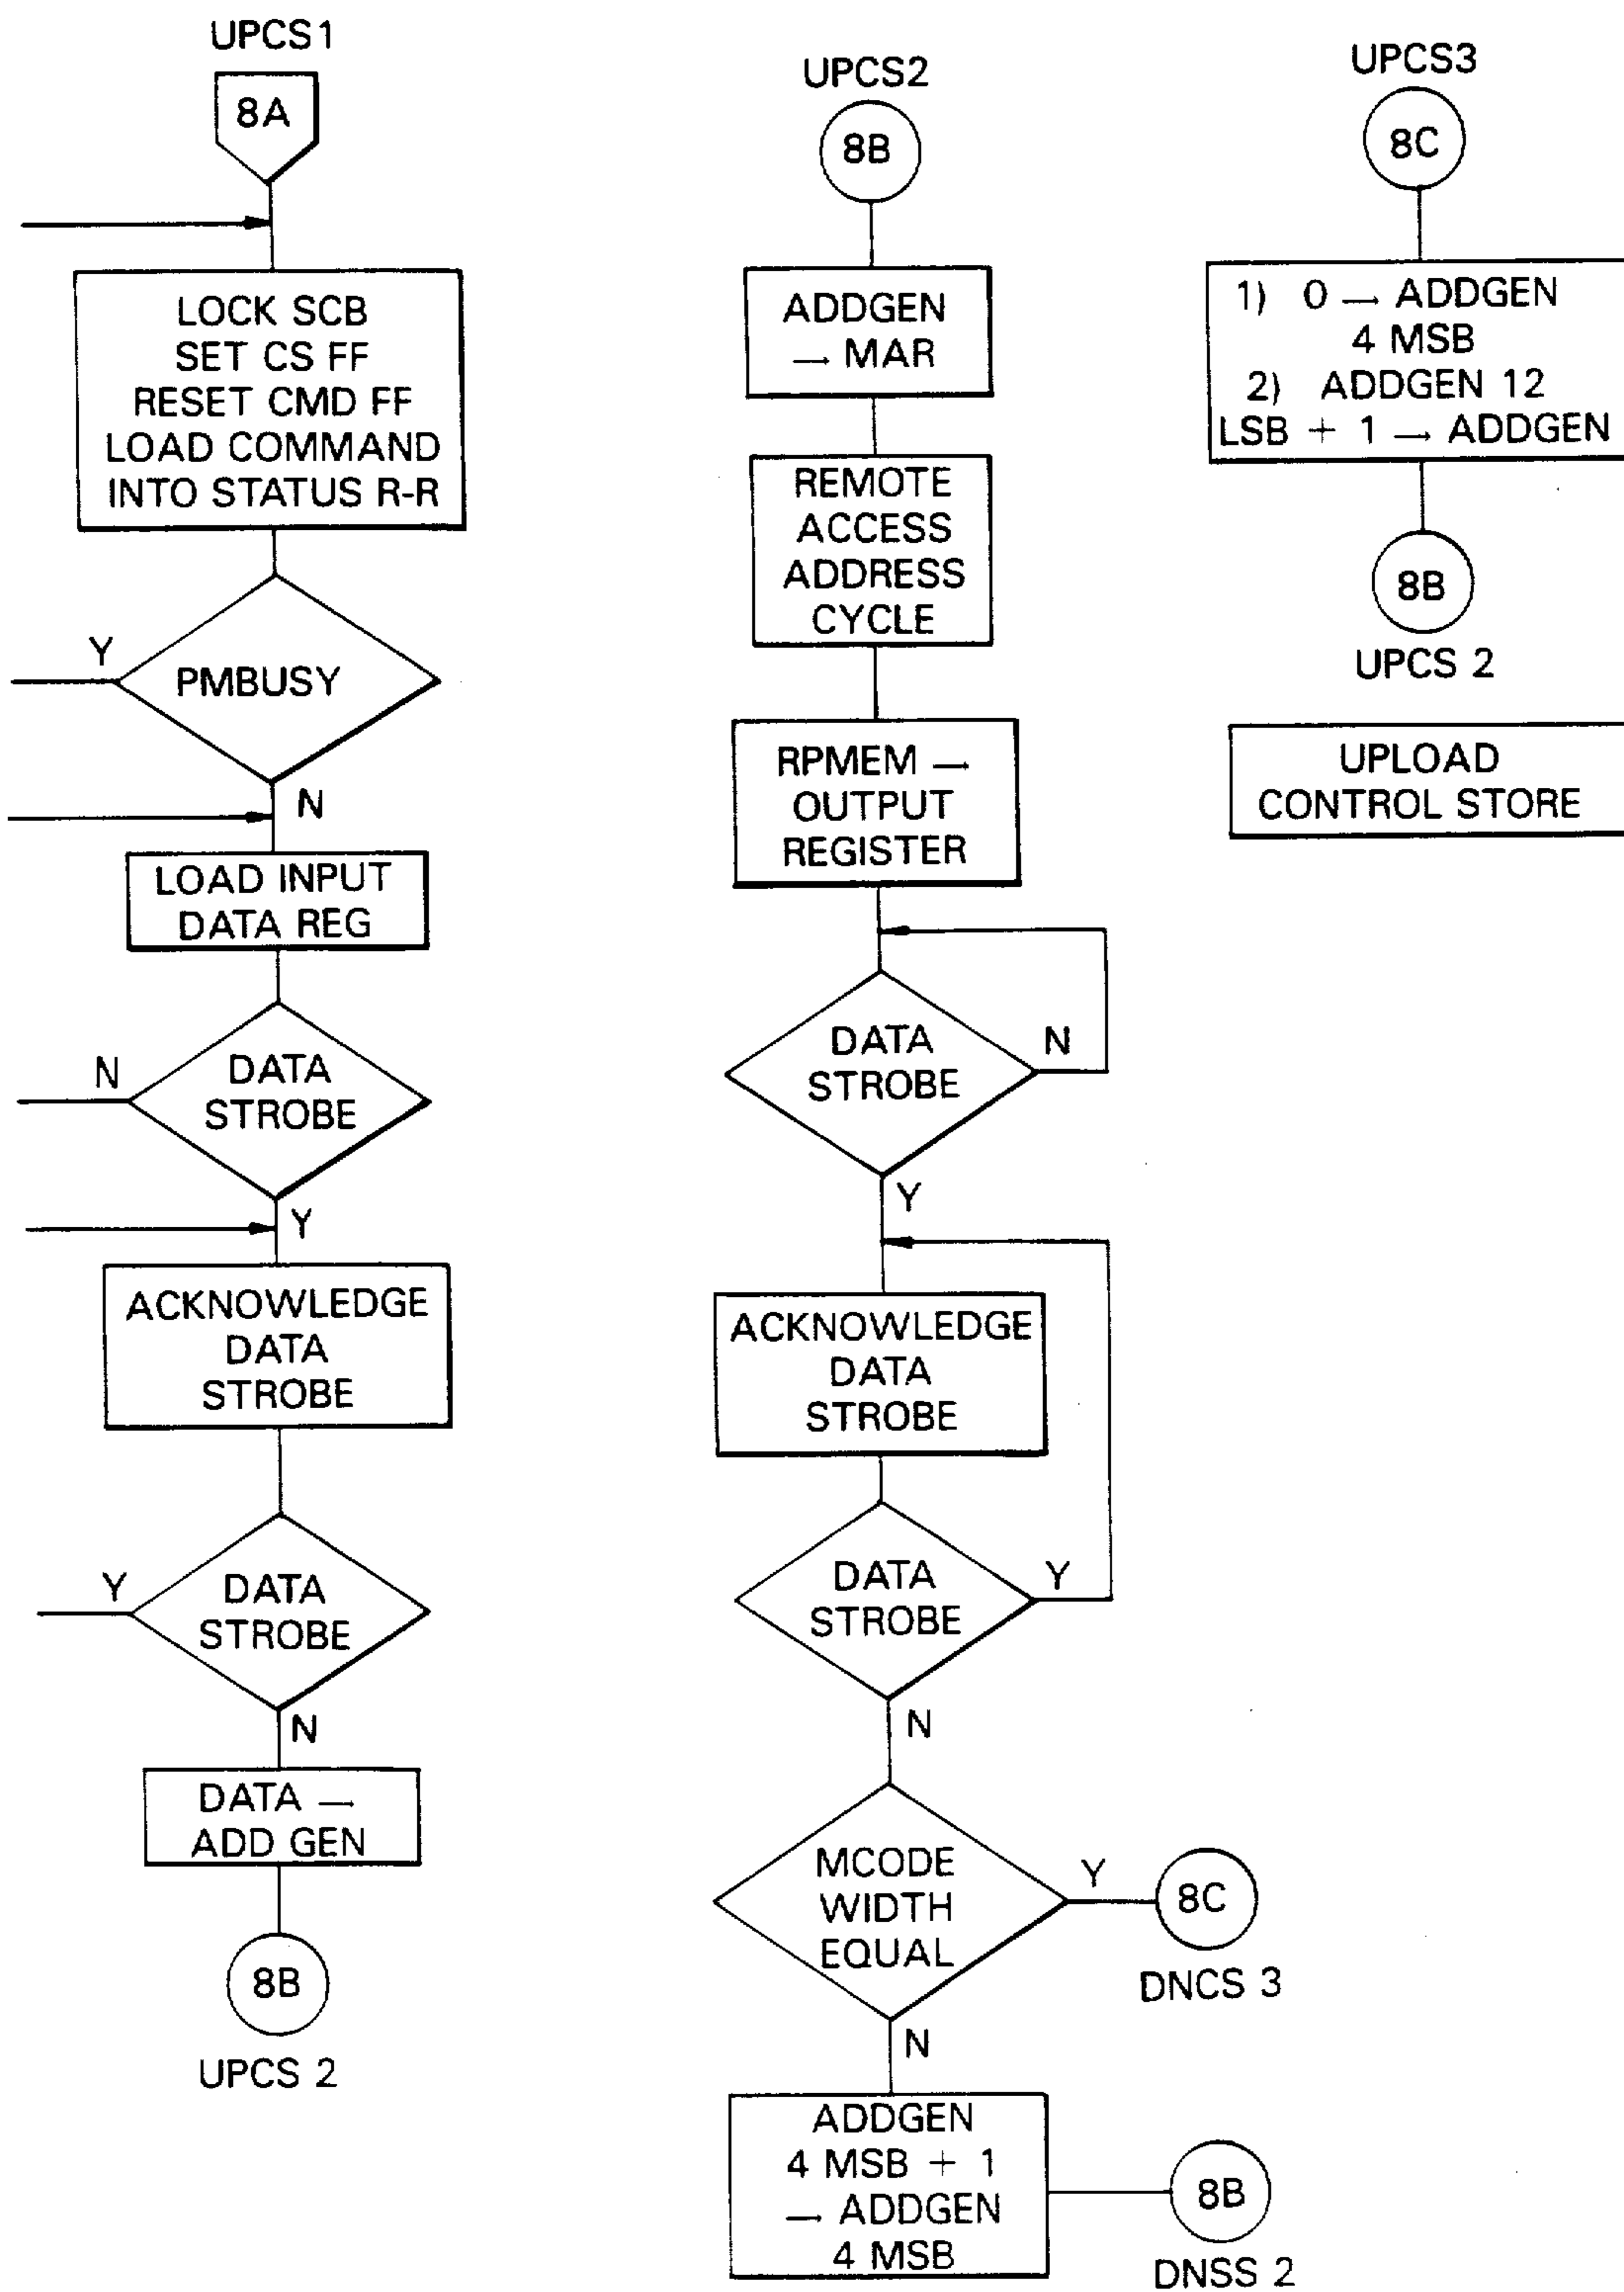 UPCS1
8A
LOCK SCB
SET CS FF
RESET CMD FF
LOAD COMMAND
INTO STATUS R-R
Y
PMBUSY
N
LOAD INPUT
DATA REG
N
DATA
STROBE
Y
ACKNOWLEDGE
DATA
STROBE
Y
DATA
STROBE
N
DATA →
ADD GEN
8B
UPCS 2
UPCS2
8B
ADDGEN
→ MAR
REMOTE
ACCESS
ADDRESS
CYCLE
RPMEM →
OUTPUT
REGISTER
DATA
STROBE
N
Y
ACKNOWLEDGE
DATA
STROBE
DATA
STROBE
Y
N
MCODE
WIDTH
EQUAL
Y
8C
DNCS 3
N
ADDGEN
4 MSB + 1
→ ADDGEN
4 MSB
8B
DNSS 2
UPCS3
8C
1) 0 → ADDGEN
4 MSB
2) ADDGEN 12
LSB + 1 → ADDGEN
8B
UPCS 2
UPLOAD
CONTROL STORE